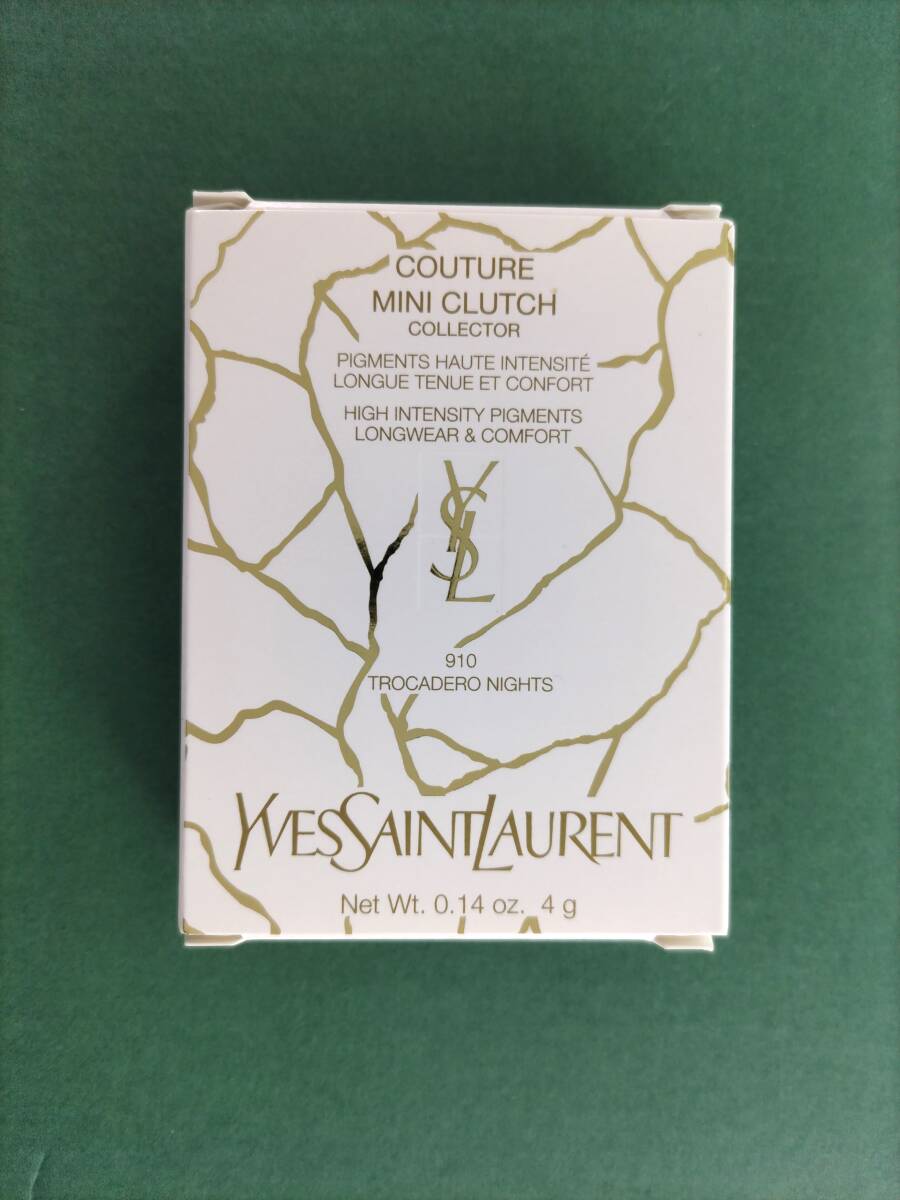 COUTURE
MINI CLUTCH
COLLECTOR
PIGMENTS HAUTE INTENSITÉ
LONGUE TENUE ET CONFORT
HIGH INTENSITY PIGMENTS
LONGWEAR & COMFORT
YSL
910
TROCADERO NIGHTS
YVESSAINTLAURENT
Net Wt. 0.14 oz. 4 g